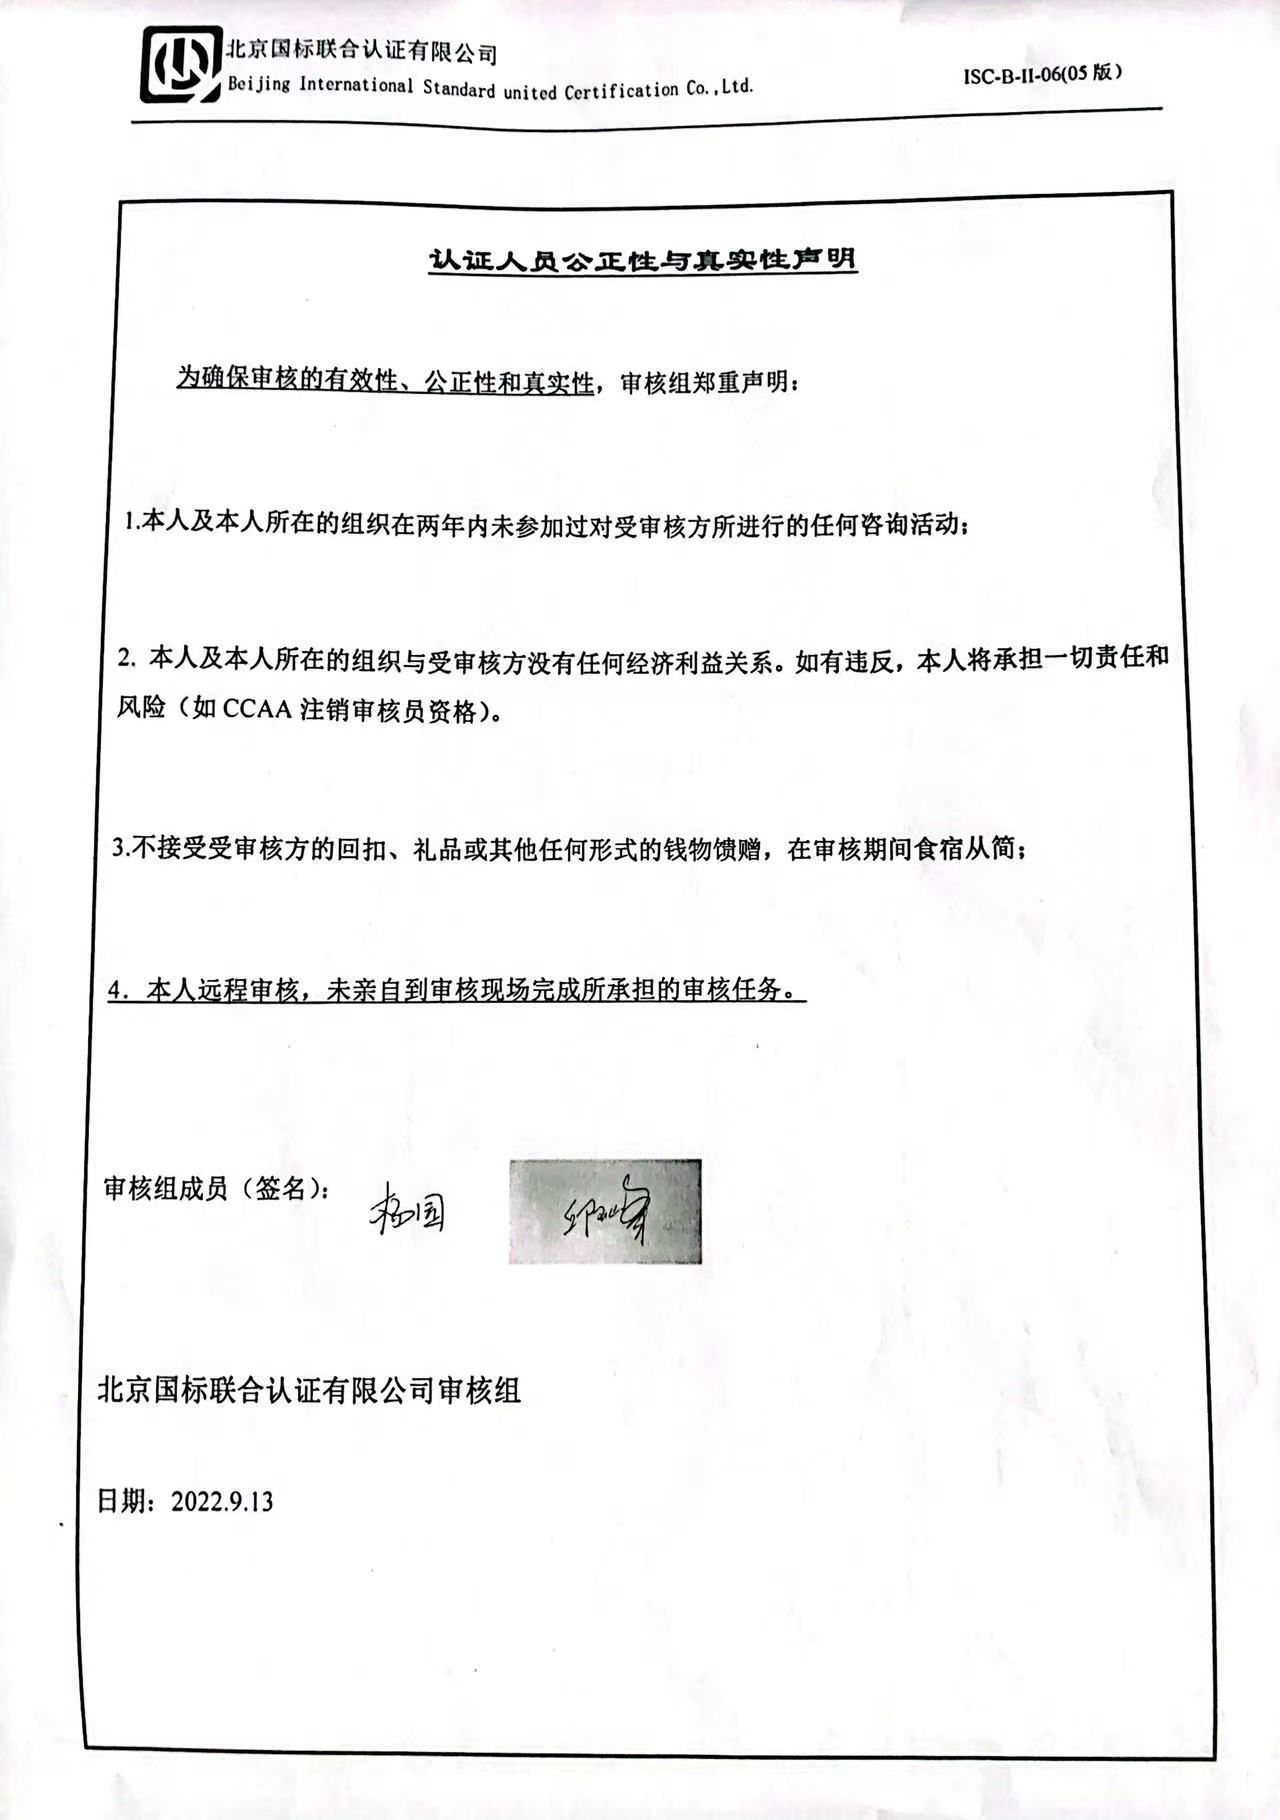 北京国标联合认证有限公司
Beijing International Standard united Certification Co.,Ltd.
ISC-B-II-06(05版)
认证人员公正性与真实性声明
为确保审核的有效性、公正性和真实性，审核组郑重声明：
1.本人及本人所在的组织在两年内未参加过对受审核方所进行的任何咨询活动；
2. 本人及本人所在的组织与受审核方没有任何经济利益关系。如有违反，本人将承担一切责任和
风险（如 CCAA 注销审核员资格）。
3.不接受受审核方的回扣、礼品或其他任何形式的钱物馈赠，在审核期间食宿从简；
4. 本人远程审核，未亲自到审核现场完成所承担的审核任务。
审核组成员（签名）： 杨国
北京国标联合认证有限公司审核组
日期：2022.9.13